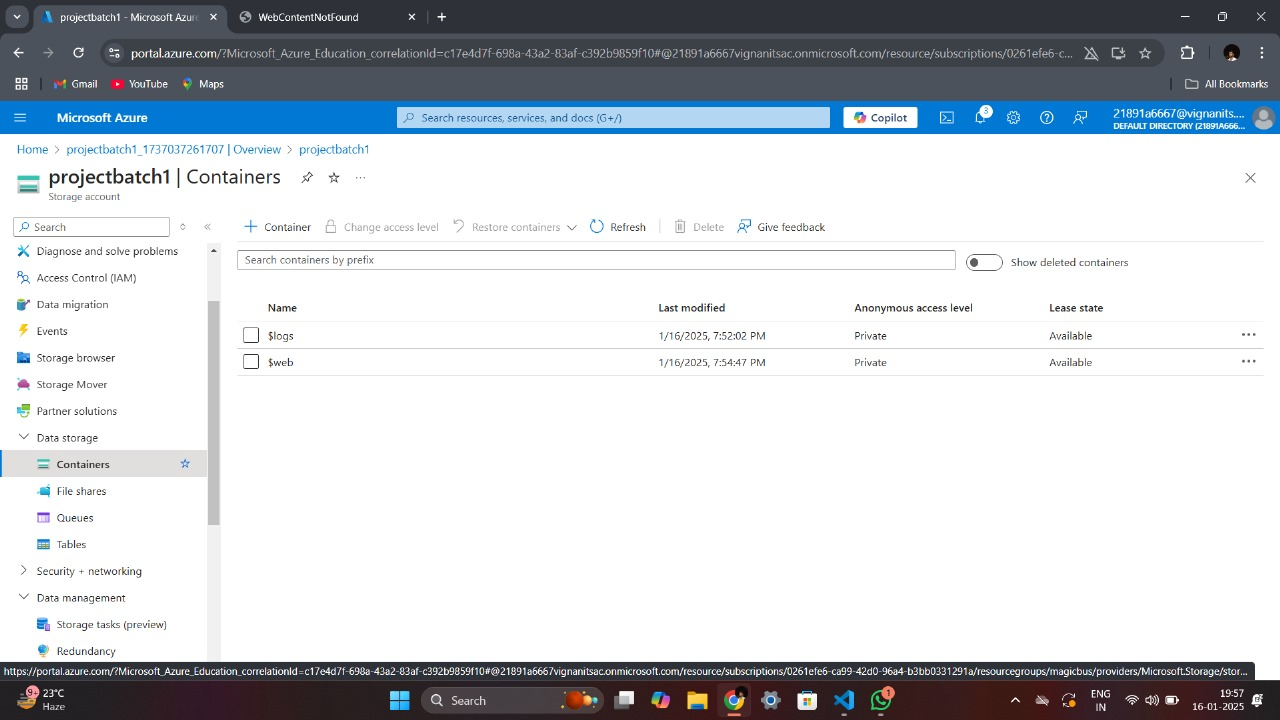 projectbatch1 - Microsoft Azure
WebContentNotFound
portal.azure.com/?Microsoft_Azure_Education_correlationId=c17e4d7f-698a-43a2-83af-c392b9859f10#@21891a6667vignanitsac.onmicrosoft.com/resource/subscriptions/0261efe6-c...
Gmail YouTube Maps All Bookmarks
Microsoft Azure
Search resources, services, and docs (G+/)
Copilot
3
21891a6667@vignanits....
DEFAULT DIRECTORY (21891A666...
Home > projectbatch1_1737037261707 | Overview > projectbatch1
projectbatch1 | Containers
Storage account
Search
Container Change access level Restore containers Refresh Delete Give feedback
Diagnose and solve problems
Access Control (IAM)
Data migration
Events
Storage browser
Storage Mover
Partner solutions
Data storage
Containers
File shares
Queues
Tables
Security + networking
Data management
Storage tasks (preview)
Redundancy
Search containers by prefix
Show deleted containers
Name Last modified Anonymous access level Lease state
$logs 1/16/2025, 7:52:02 PM Private Available
$web 1/16/2025, 7:54:47 PM Private Available
https://portal.azure.com/?Microsoft_Azure_Education_correlationId=c17e4d7f-698a-43a2-83af-c392b9859f10#@21891a6667vignanitsac.onmicrosoft.com/resource/subscriptions/0261efe6-ca99-42d0-96a4-b3bb0331291a/resourcegroups/magicbus/providers/Microsoft.Storage/stor...
9+
23°C
Haze
Search
1
ENG
IN
19:57
16-01-2025